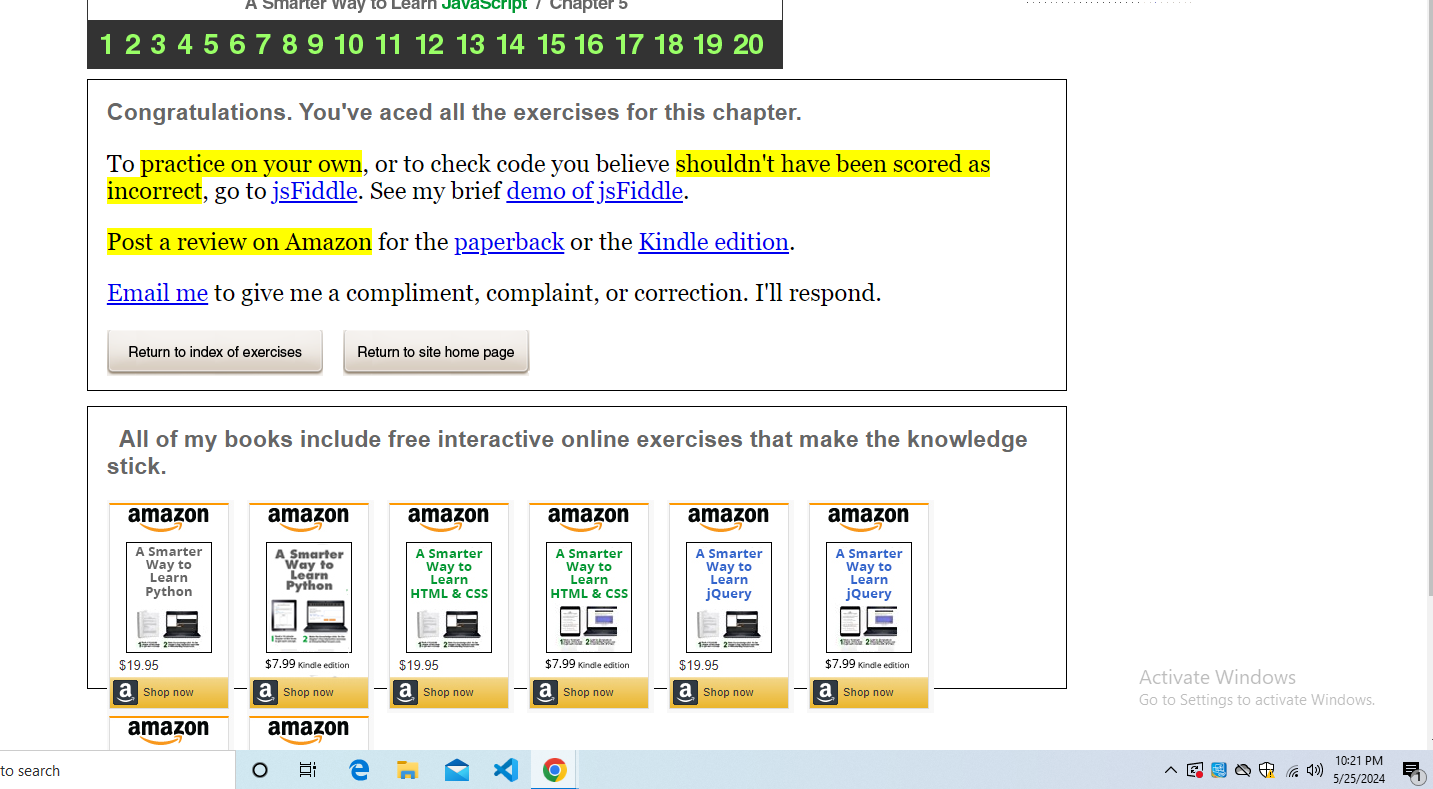 A Smarter Way to Learn JavaScript / Chapter 5
1 2 3 4 5 6 7 8 9 10 11 12 13 14 15 16 17 18 19 20
Congratulations. You've aced all the exercises for this chapter.
To practice on your own, or to check code you believe shouldn't have been scored as
incorrect, go to jsFiddle. See my brief demo of jsFiddle.
Post a review on Amazon for the paperback or the Kindle edition.
Email me to give me a compliment, complaint, or correction. I'll respond.
Return to index of exercises
Return to site home page
All of my books include free interactive online exercises that make the knowledge
stick.
amazon
A Smarter
Way to
Learn
Python
$19.95
a Shop now
amazon
A Smarter
Way to
Learn
Python
$7.99 Kindle edition
a Shop now
amazon
A Smarter
Way to
Learn
HTML & CSS
$19.95
a Shop now
amazon
A Smarter
Way to
Learn
HTML & CSS
$7.99 Kindle edition
a Shop now
amazon
A Smarter
Way to
Learn
jQuery
$19.95
a Shop now
amazon
A Smarter
Way to
Learn
jQuery
$7.99 Kindle edition
a Shop now
amazon
amazon
Activate Windows
Go to Settings to activate Windows.
to search
10:21 PM
5/25/2024
1